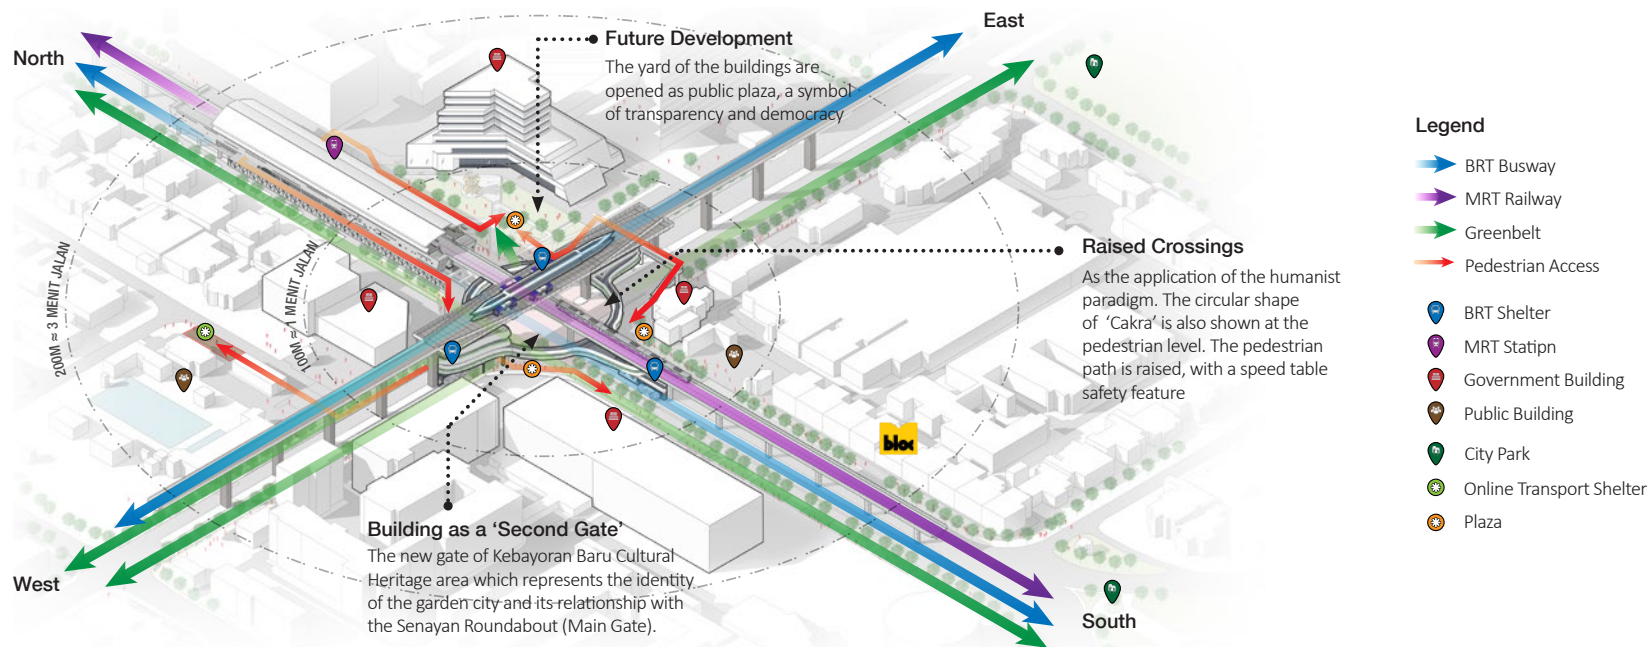 North
East
Future Development
The yard of the buildings are
opened as public plaza, a symbol
of transparency and democracy
200M ≈ 3 MENIT JALAN
100M ≈ 1 MENIT JALAN
Raised Crossings
As the application of the humanist
paradigm. The circular shape
of ‘Cakra’ is also shown at the
pedestrian level. The pedestrian
path is raised, with a speed table
safety feature
bloc
Building as a ‘Second Gate’
The new gate of Kebayoran Baru Cultural
Heritage area which represents the identity
of the garden city and its relationship with
the Senayan Roundabout (Main Gate).
West
South
Legend
BRT Busway
MRT Railway
Greenbelt
Pedestrian Access
BRT Shelter
MRT Statipn
Government Building
Public Building
City Park
Online Transport Shelter
Plaza